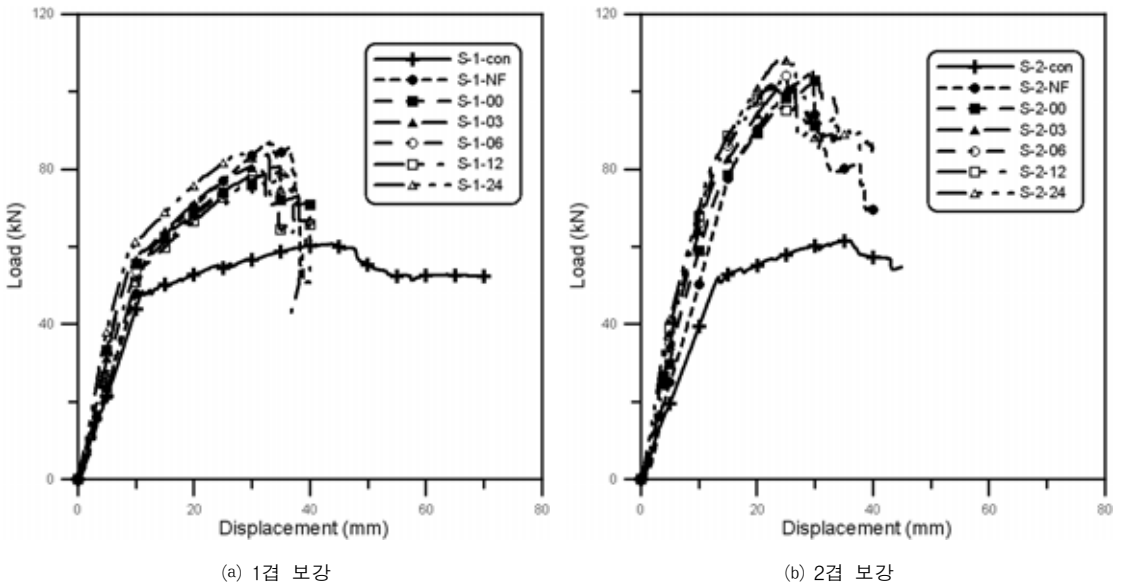 120
80
40
0
Load (kN)
S-1-con
S-1-NF
S-1-00
S-1-03
S-1-06
S-1-12
S-1-24
0 20 40 60 80
Displacement (mm)
(a) 1겹 보강
120
80
40
0
Load (kN)
S-2-con
S-2-NF
S-2-00
S-2-03
S-2-06
S-2-12
S-2-24
0 20 40 60 80
Displacement (mm)
(b) 2겹 보강